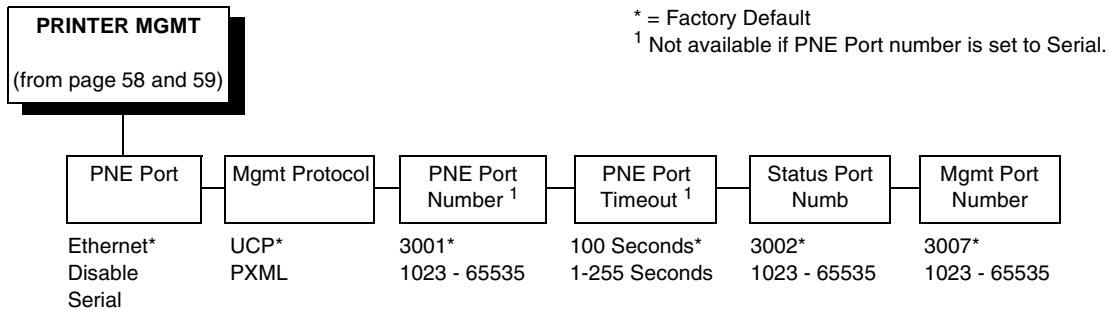 PRINTER MGMT
(from page 58 and 59)
* = Factory Default
1 Not available if PNE Port number is set to Serial.
PNE Port
Ethernet*
Disable
Serial
Mgmt Protocol
UCP*
PXML
PNE Port
Number 1
3001*
1023 - 65535
PNE Port
Timeout 1
100 Seconds*
1-255 Seconds
Status Port
Numb
3002*
1023 - 65535
Mgmt Port
Number
3007*
1023 - 65535